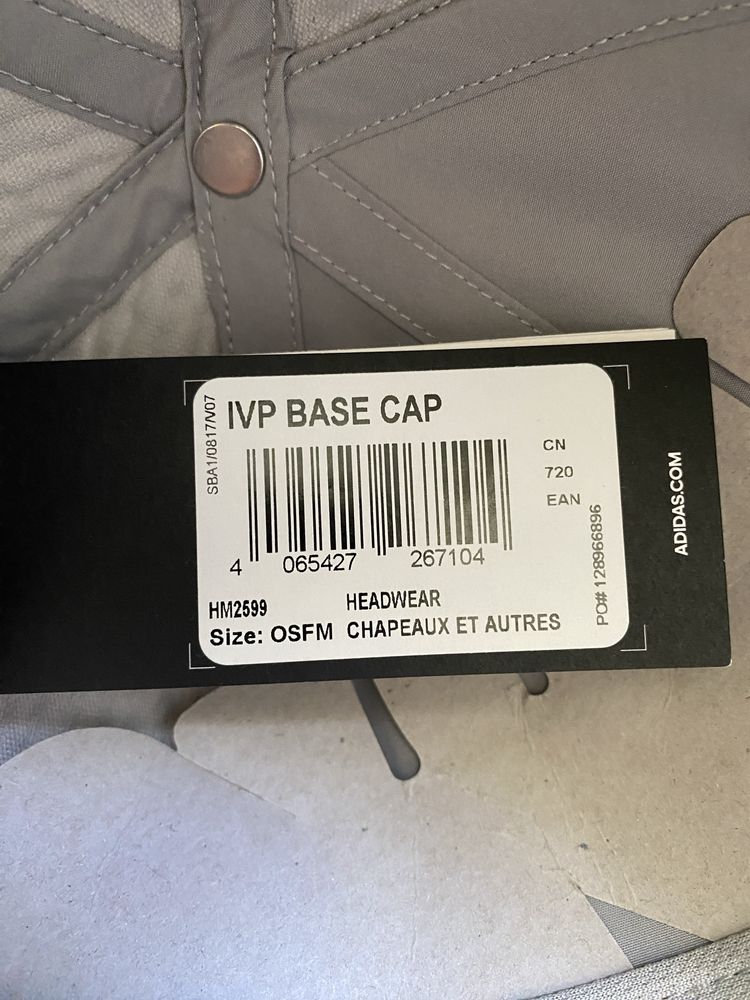 SBA1/0817/V07
IVP BASE CAP
CN
720
EAN
4 065427 267104
HM2599 HEADWEAR
Size: OSFM CHAPEAUX ET AUTRES
PO# 128966896
ADIDAS.COM